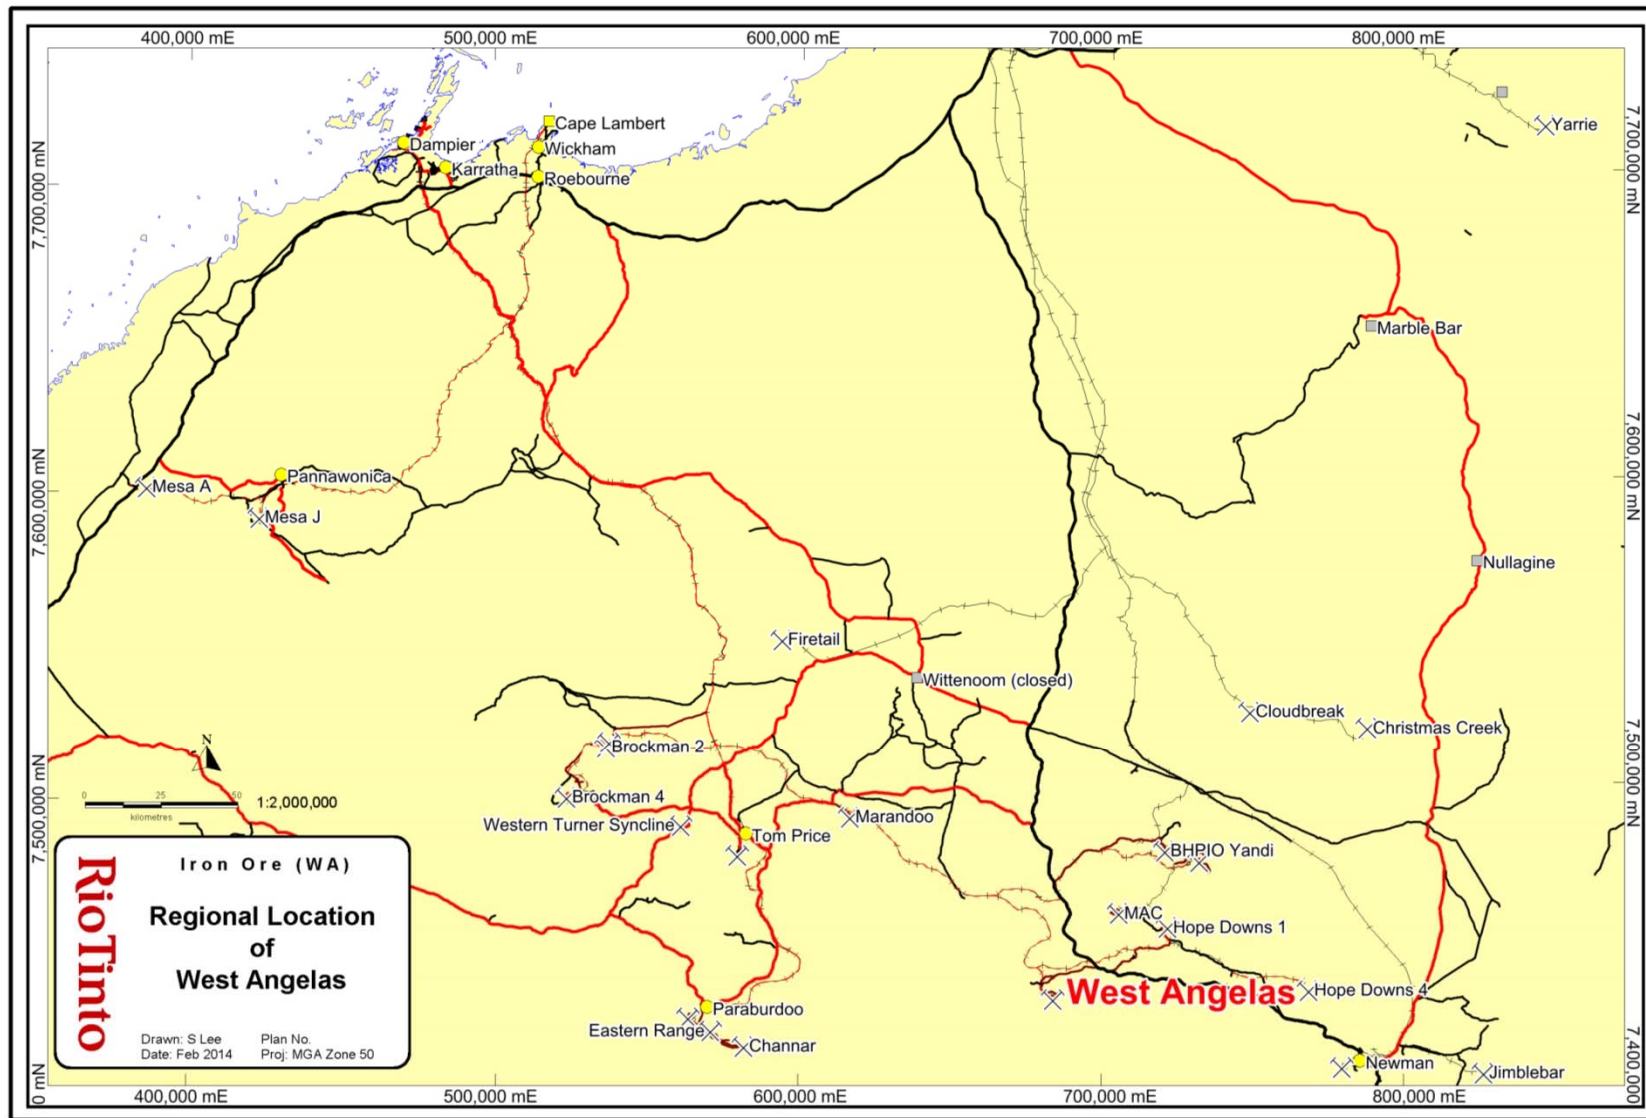 400,000 mE
500,000 mE
600,000 mE
700,000 mE
800,000 mE
7,700,000 mN
7,600,000 mN
7,500,000 mN
0 mN
7,700,000 mN
7,600,000 mN
7,500,000 mN
7,400,000
Cape Lambert
Dampier
Wickham
Karratha
Roebourne
Yarrie
Marble Bar
Pannawonica
Mesa A
Mesa J
Nullagine
Firetail
Wittenoom (closed)
Cloudbreak
Christmas Creek
Brockman 2
Brockman 4
Western Turner Syncline
Tom Price
Marandoo
BHPIO Yandi
MAC
Hope Downs 1
West Angelas
Hope Downs 4
Paraburdoo
Eastern Range
Channar
Newman
Jimblebar
N
0 25 50
kilometres
1:2,000,000
RioTinto
Iron Ore (WA)
Regional Location
of
West Angelas
Drawn: S Lee Plan No.
Date: Feb 2014 Proj: MGA Zone 50
400,000 mE
500,000 mE
600,000 mE
700,000 mE
800,000 mE